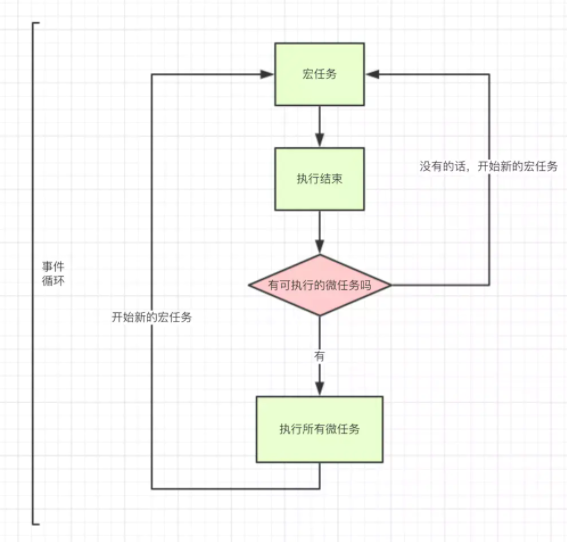 宏任务
没有的话，开始新的宏任务
执行结束
事件
循环
有可执行的微任务吗
开始新的宏任务
有
执行所有微任务